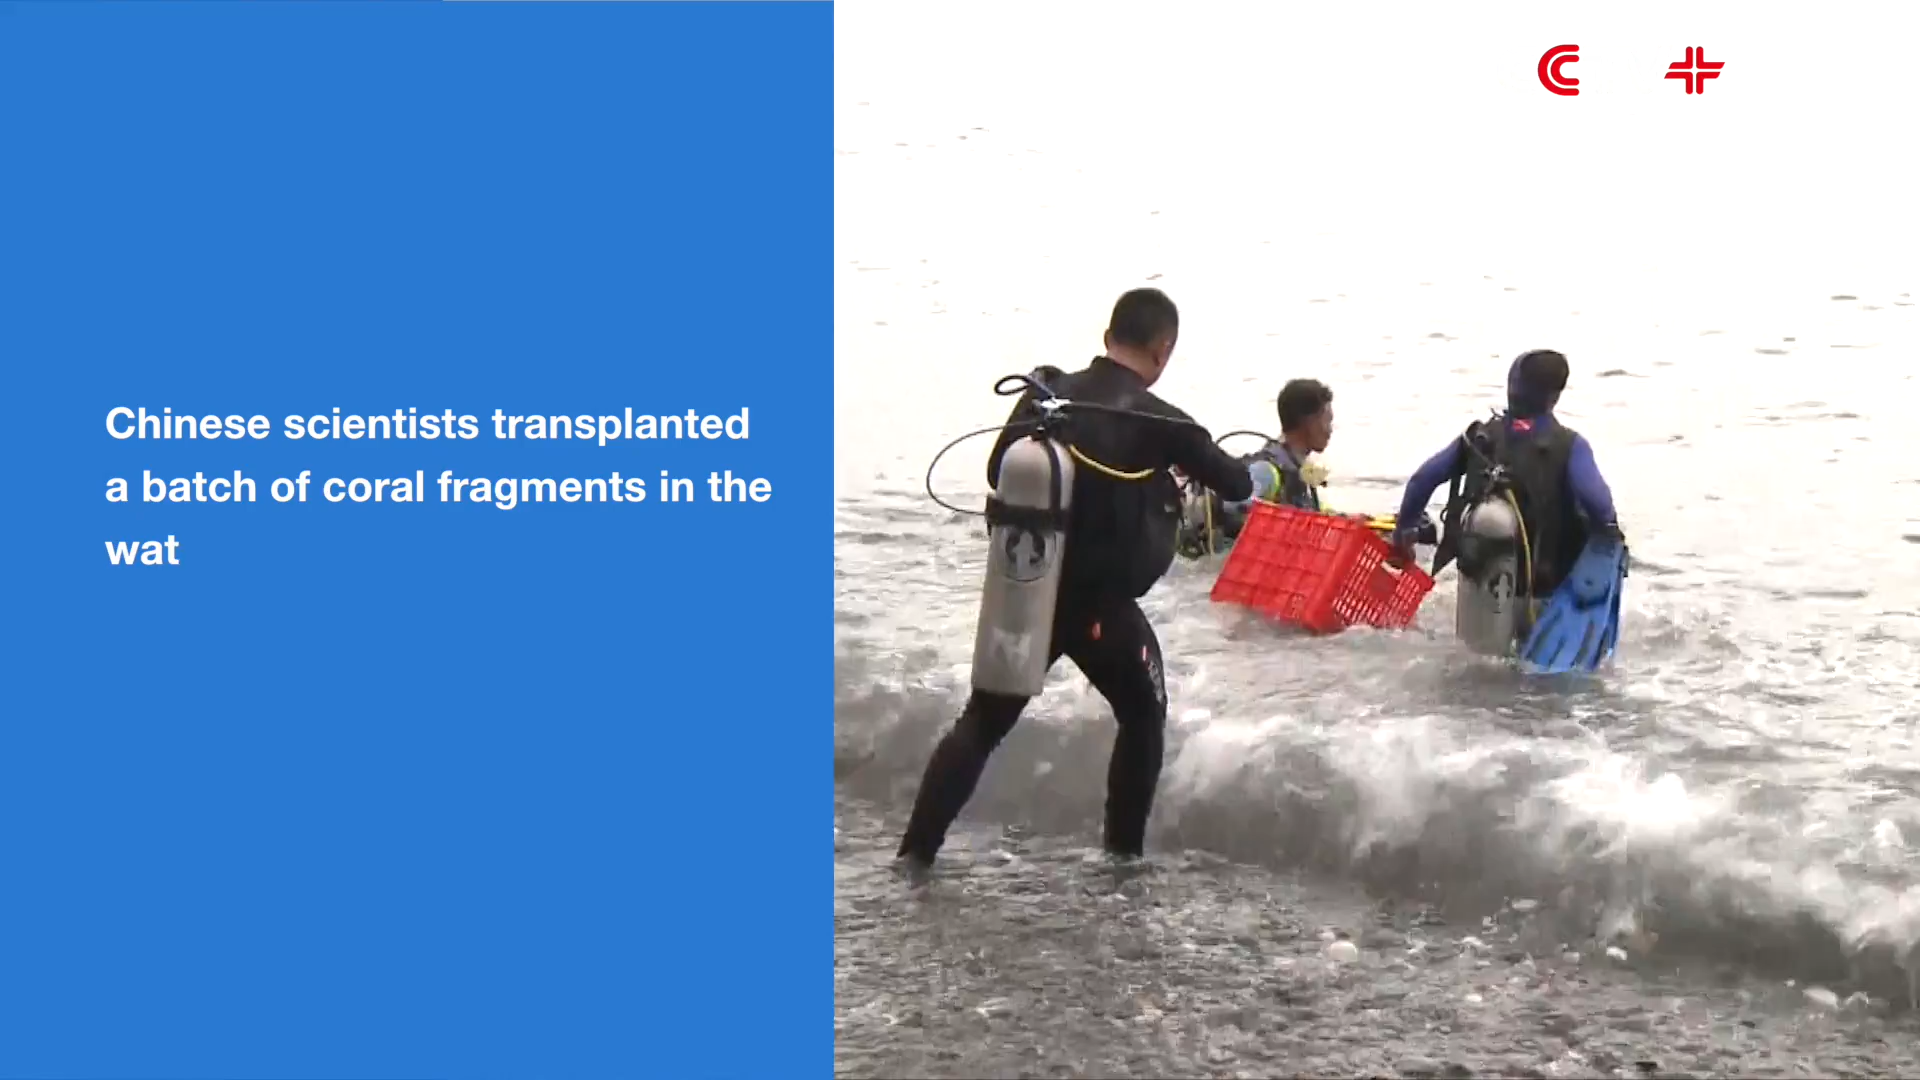 Chinese scientists transplanted
a batch of coral fragments in the
wat